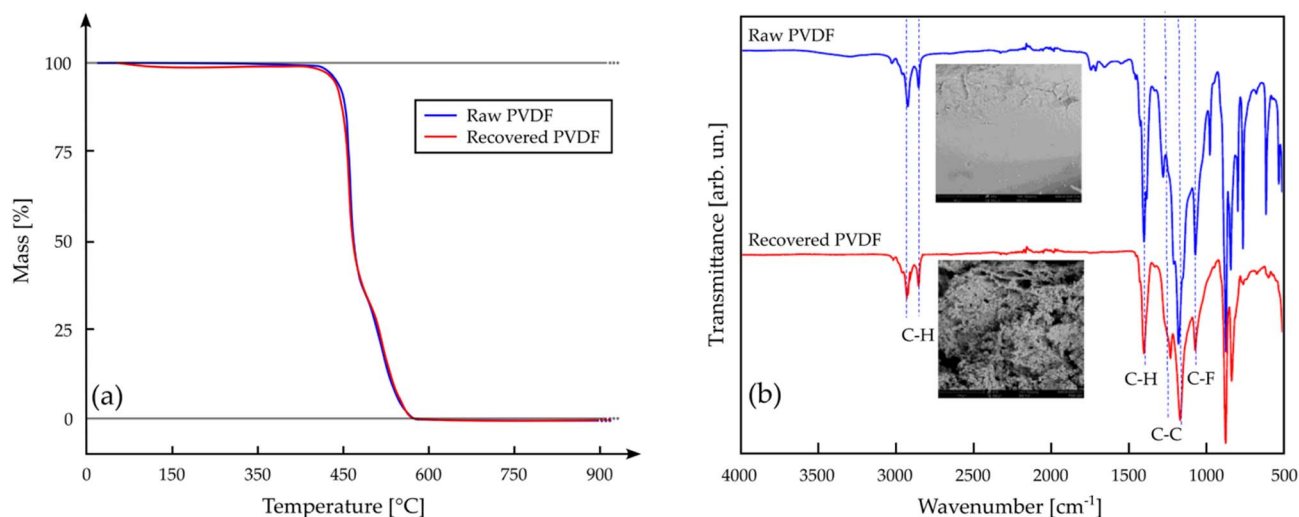 100
75
50
25
0
Mass [%]
Raw PVDF
Recovered PVDF
(a)
0
150
350
450
600
750
900
Temperature [°C]
Raw PVDF
Recovered PVDF
C-H
C-H
C-F
C-C
(b)
Transmittance [arb. un.]
4000
3500
3000
2500
2000
1500
1000
500
Wavenumber [cm⁻¹]